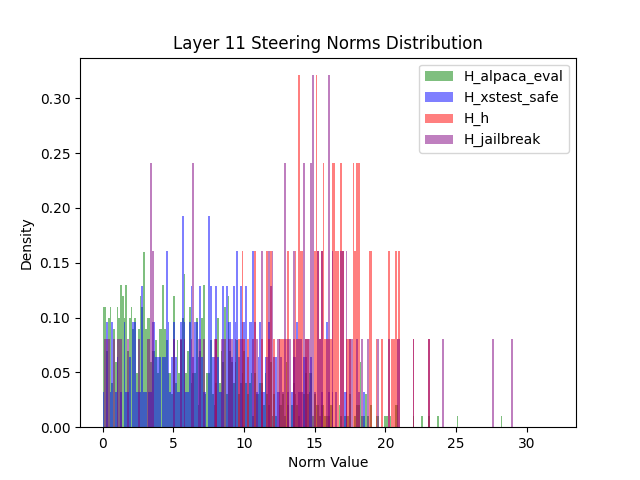 Layer 11 Steering Norms Distribution
H_alpaca_eval
H_xstest_safe
H_h
H_jailbreak
Density
0.30
0.25
0.20
0.15
0.10
0.05
0.00
0 5 10 15 20 25 30
Norm Value